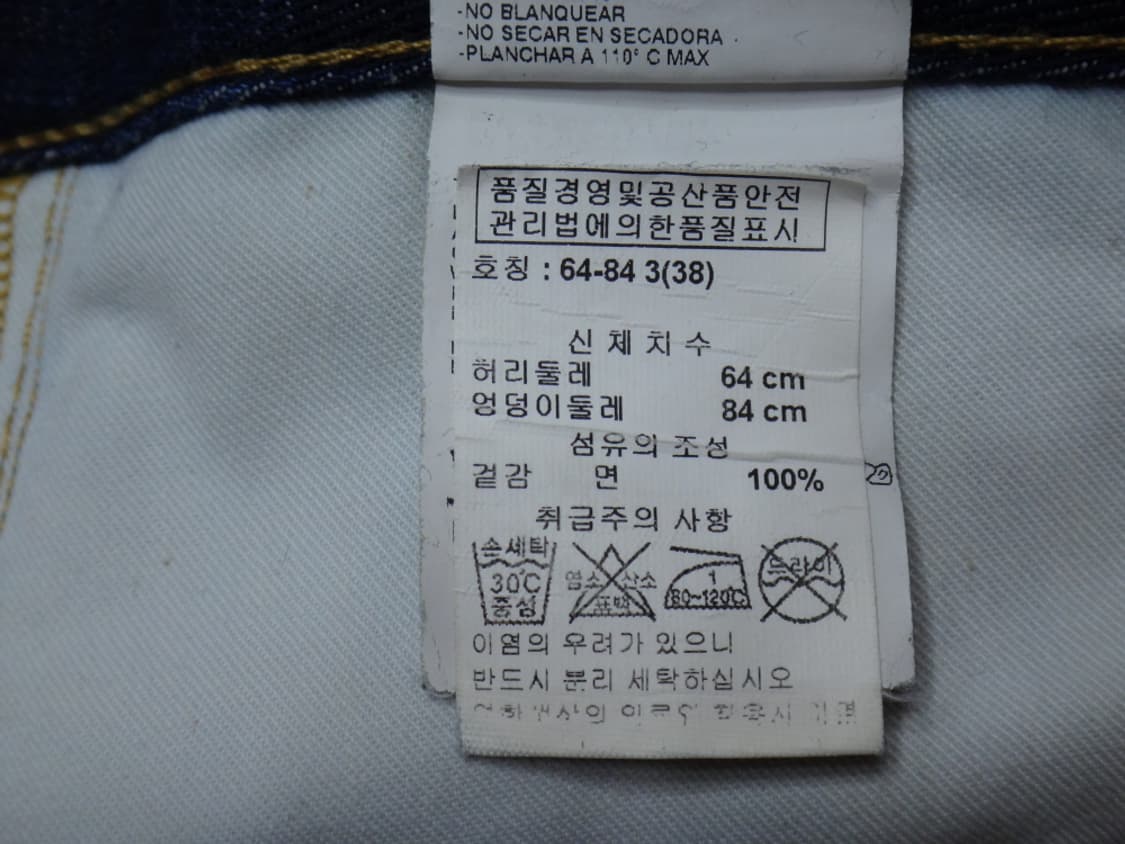 -NO BLANQUEAR
-NO SECAR EN SECADORA
-PLANCHAR A 110° C MAX
품질경영및공산품안전
관리법에의한품질표시
호칭 : 64-84 3(38)
신체치수
허리둘레 64 cm
엉덩이둘레 84 cm
섬유의 조성
겉감 면 100%
취급주의 사항
손세탁 30℃ 중성
염소 산소 표백
1 80~120℃
드라이
이염의 우려가 있으니
반드시 분리 세탁하십시오